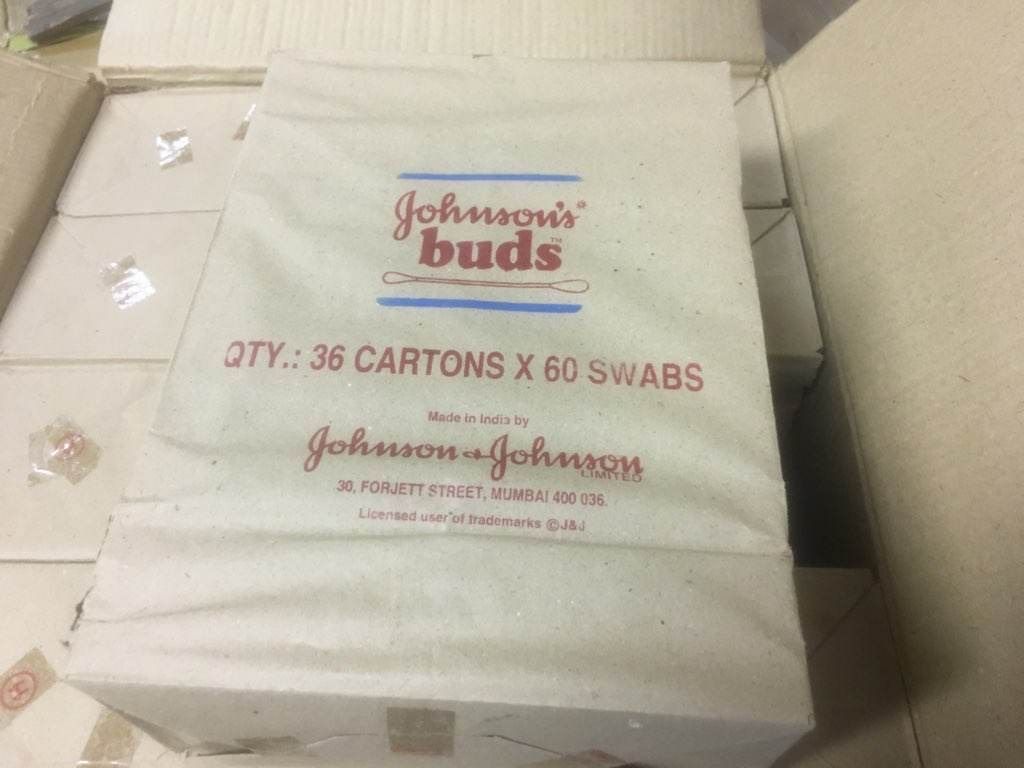 Johnson's®
buds™
QTY.: 36 CARTONS X 60 SWABS
Made in India by
Johnson & Johnson
LIMITED
30, FORJETT STREET, MUMBAI 400 036.
Licensed user of trademarks ©J&J